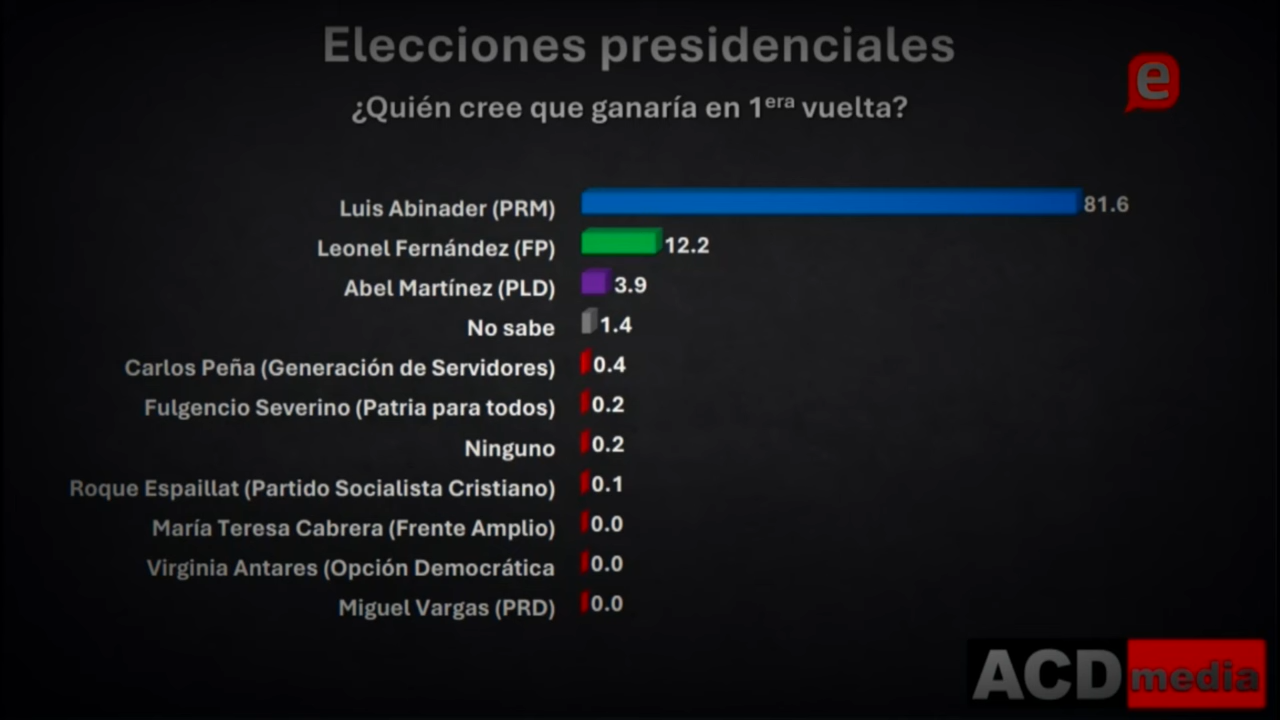 Elecciones presidenciales
e
¿Quién cree que ganaría en 1era vuelta?
Luis Abinader (PRM) 81.6
Leonel Fernández (FP) 12.2
Abel Martínez (PLD) 3.9
No sabe 1.4
Carlos Peña (Generación de Servidores) 0.4
Fulgencio Severino (Patria para todos) 0.2
Ninguno 0.2
Roque Espaillat (Partido Socialista Cristiano) 0.1
María Teresa Cabrera (Frente Amplio) 0.0
Virginia Antares (Opción Democrática 0.0
Miguel Vargas (PRD) 0.0
ACD media